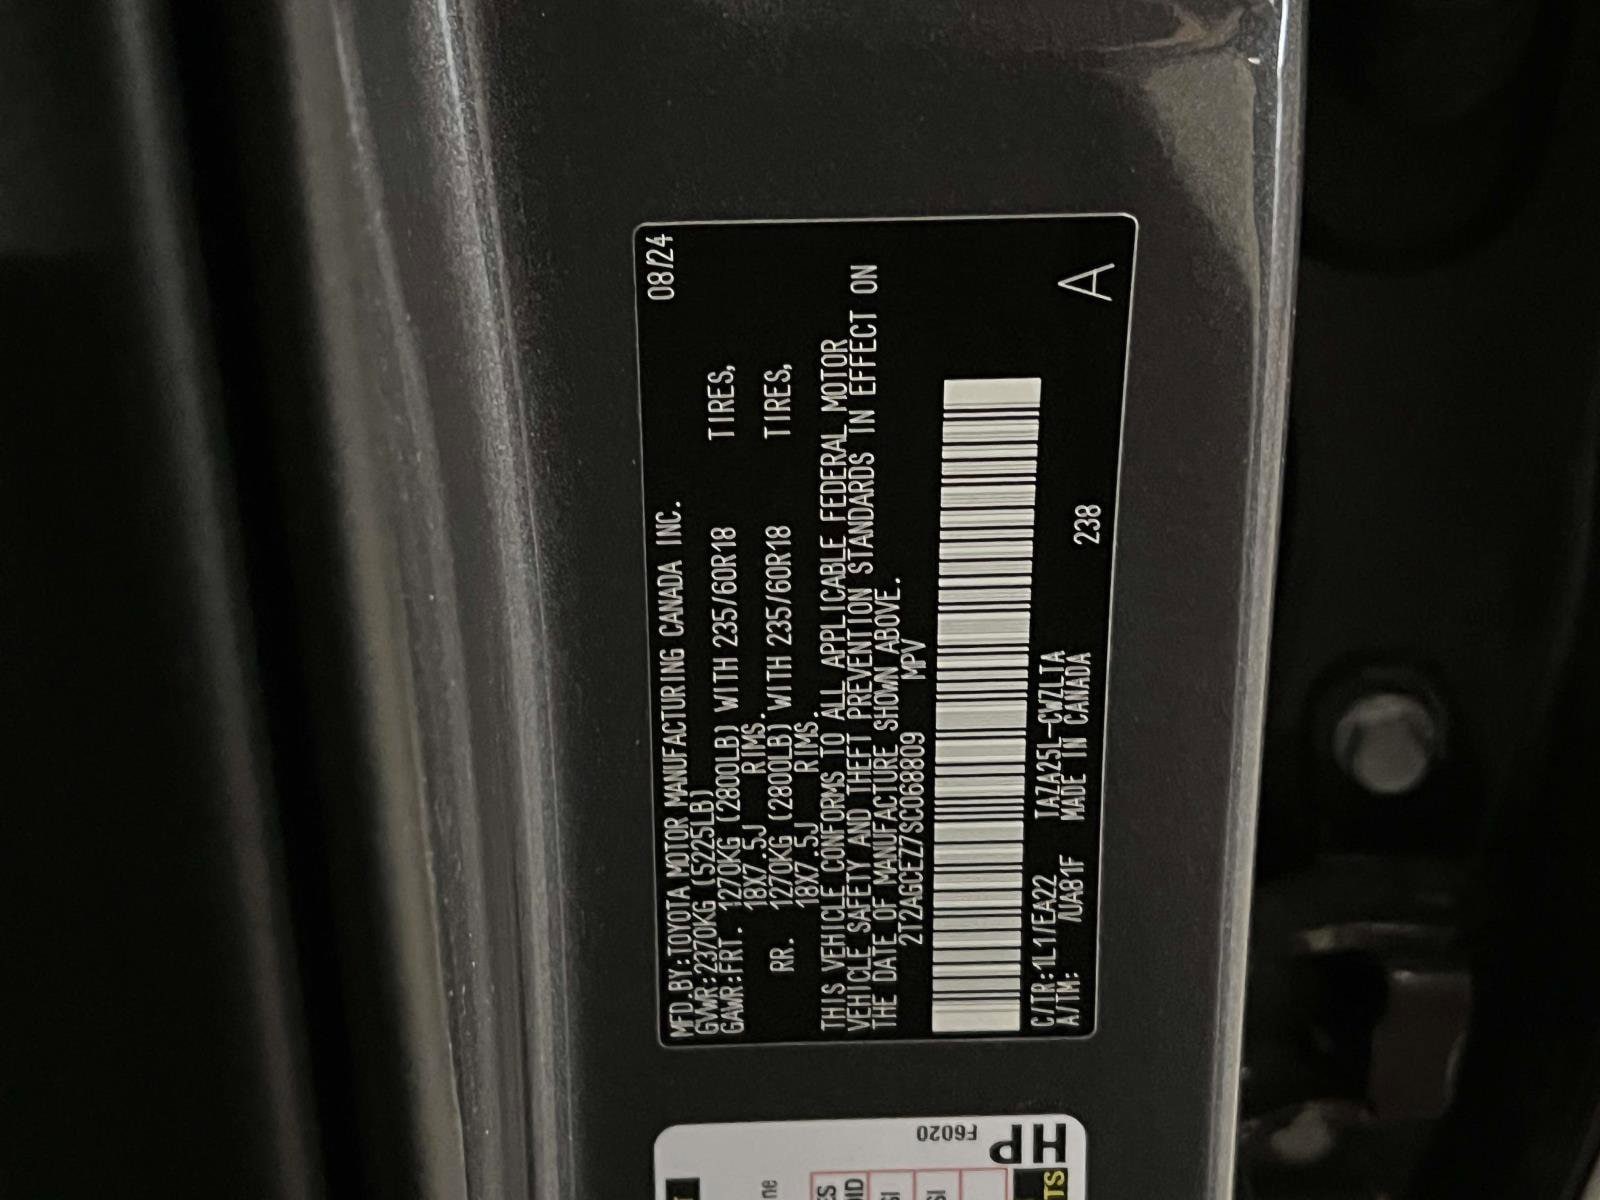 MFD.BY:TOYOTA MOTOR MANUFACTURING CANADA INC. 08/24
GVWR:2370KG (5225LB)
GAWR:FRT. 1270KG (2800LB) WITH 235/60R18 TIRES,
18X7.5J RIMS.
RR. 1270KG (2800LB) WITH 235/60R18 TIRES,
18X7.5J RIMS.
THIS VEHICLE CONFORMS TO ALL APPLICABLE FEDERAL MOTOR
VEHICLE SAFETY AND THEFT PREVENTION STANDARDS IN EFFECT ON
THE DATE OF MANUFACTURE SHOWN ABOVE.
2T2AGCEZ7SC068809 MPV
C/TR:1L1/EA22 TAZA25L-CWZLTA
A/TM: /UA81F MADE IN CANADA 238 A
F6020
HP
TS